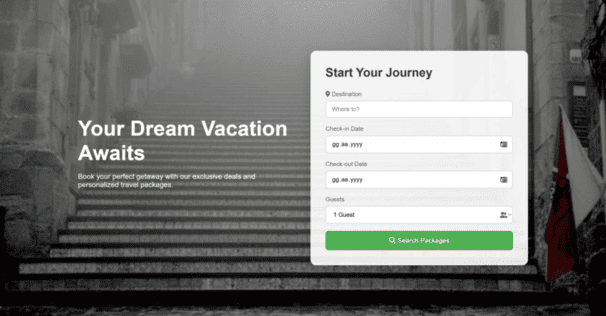 Your Dream Vacation
Awaits
Book your perfect getaway with our exclusive deals and
personalized travel packages.
Start Your Journey
Destination
Where to?
Check-in Date
gg.aa.yyyy
Check-out Date
gg.aa.yyyy
Guests
1 Guest
Search Packages